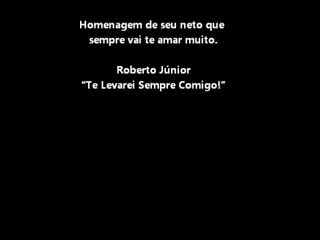 Homenagem de seu neto que
sempre vai te amar muito.
Roberto Júnior
“Te Levarei Sempre Comigo!”